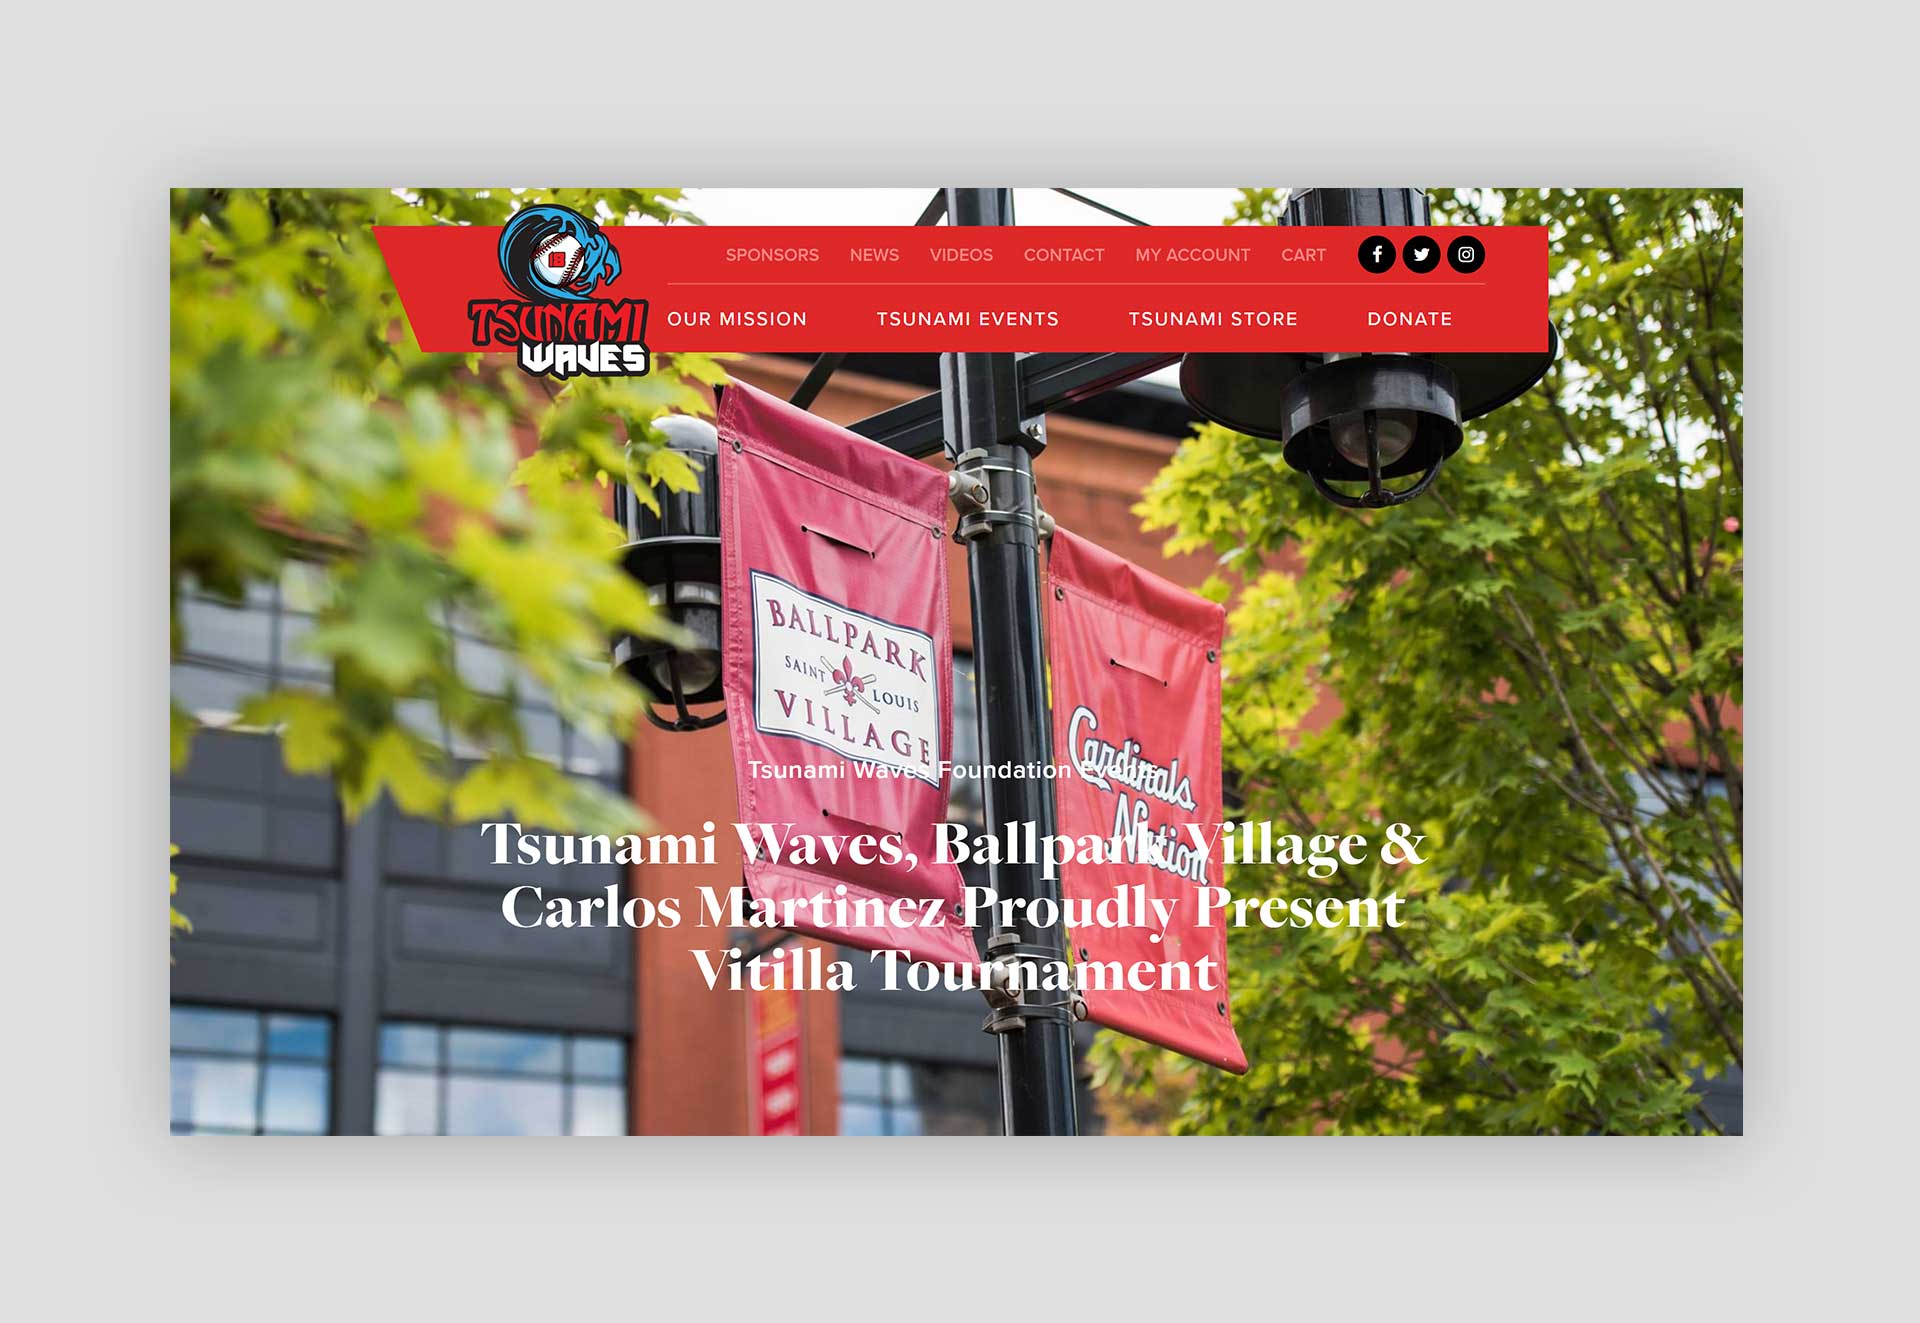 18
TSUNAMI
WAVES
SPONSORS NEWS VIDEOS CONTACT MY ACCOUNT CART
OUR MISSION TSUNAMI EVENTS TSUNAMI STORE DONATE
BALLPARK
SAINT LOUIS
VILLAGE
Cardinals
Nation
Tsunami Waves Foundation Events
Tsunami Waves, Ballpark Village &
Carlos Martinez Proudly Present
Vitilla Tournament